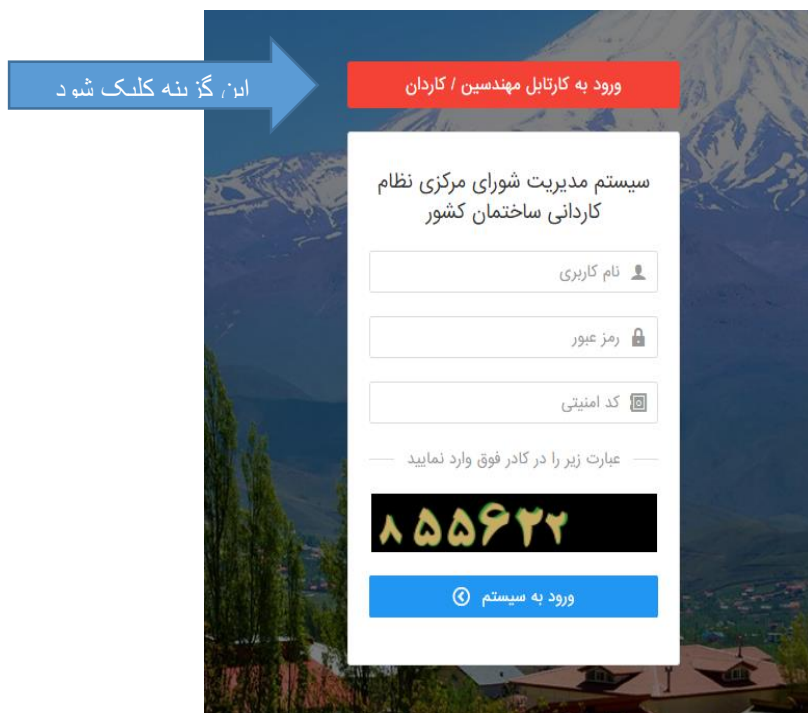 ورود به کارتابل مهندسین / کاردان
این گزینه کلیک شود
سیستم مدیریت شورای مرکزی نظام
کاردانی ساختمان کشور
نام کاربری
رمز عبور
کد امنیتی
عبارت زیر را در کادر فوق وارد نمایید
۸۵۵۶۲۲
ورود به سیستم